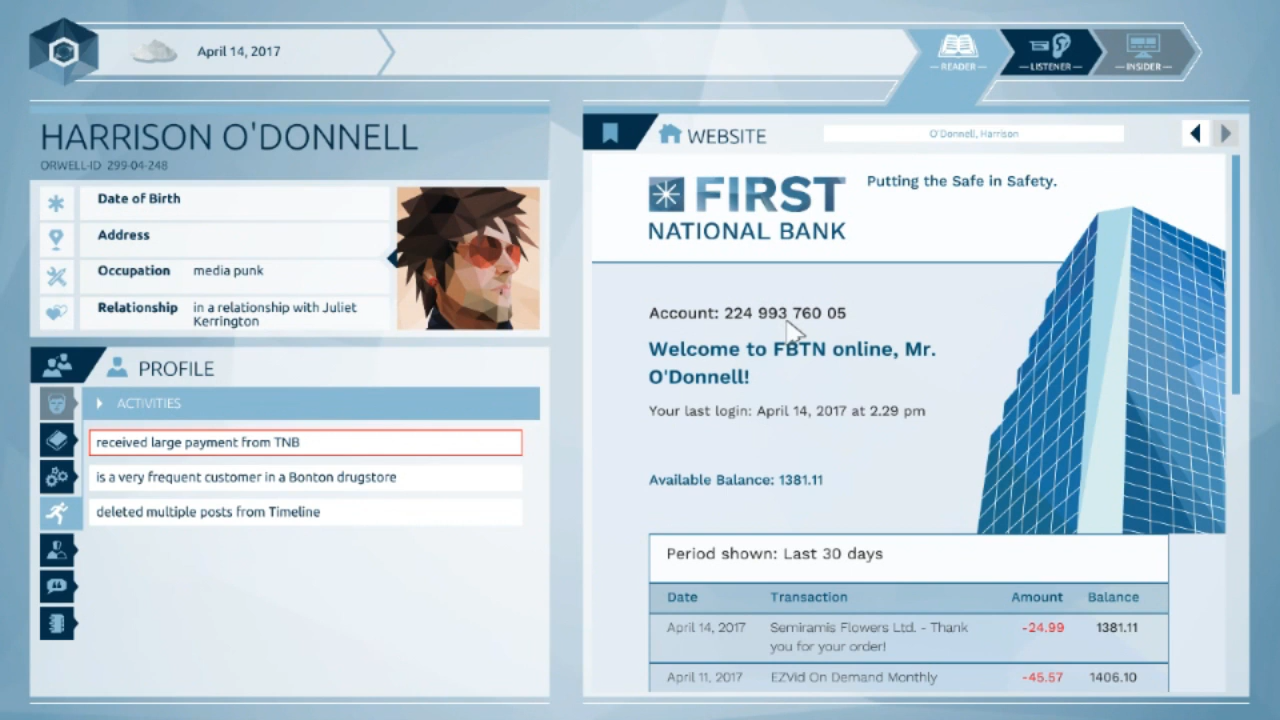 April 14, 2017
READER
LISTENER
INSIDER
HARRISON O'DONNELL
ORWELL-ID 299-04-248
Date of Birth
Address
Occupation media punk
Relationship in a relationship with Juliet
Kerrington
PROFILE
ACTIVITIES
received large payment from TNB
is a very frequent customer in a Bonton drugstore
deleted multiple posts from Timeline
WEBSITE
O'Donnell, Harrison
FIRST
NATIONAL BANK
Putting the Safe in Safety.
Account: 224 993 760 05
Welcome to FBTN online, Mr.
O'Donnell!
Your last login: April 14, 2017 at 2.29 pm
Available Balance: 1381.11
Period shown: Last 30 days
Date Transaction Amount Balance
April 14, 2017 Semiramis Flowers Ltd. - Thank -24.99 1381.11
you for your order!
April 11, 2017 EZVid On Demand Monthly -45.57 1406.10